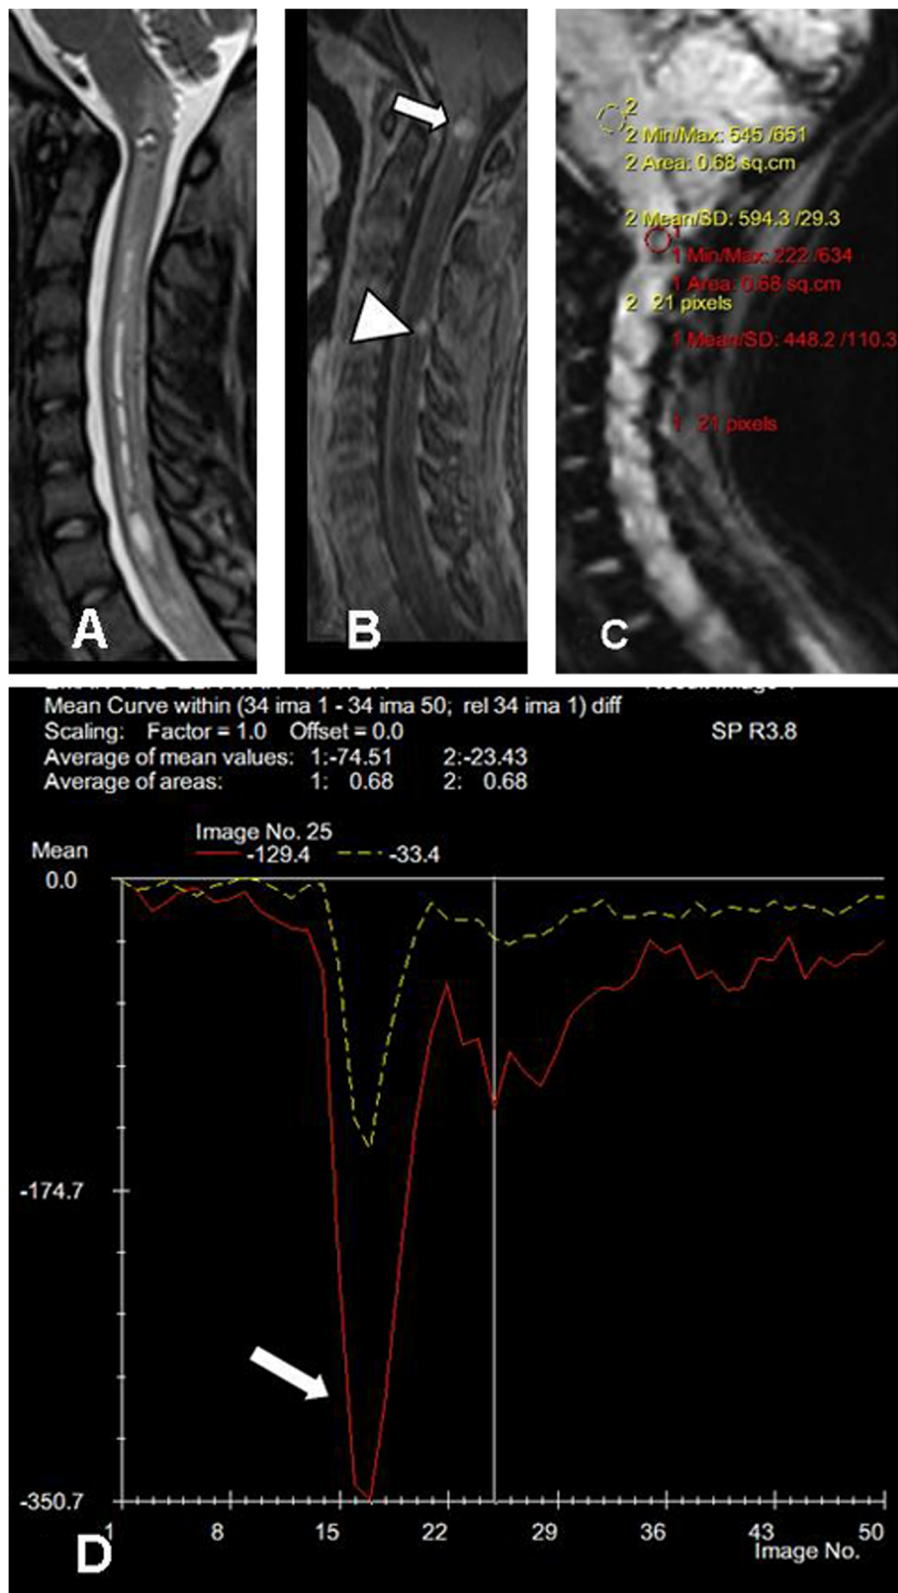 A
B
C
2
2 Min/Max: 545 /651
2 Area: 0.68 sq.cm
2 Mean/SD: 594.3 /29.3
1
1 Min/Max: 222 /634
1 Area: 0.68 sq.cm
2 21 pixels
1 Mean/SD: 448.2 /110.3
1 21 pixels
Mean Curve within (34 ima 1 - 34 ima 50; rel 34 ima 1) diff
Scaling: Factor = 1.0 Offset = 0.0 SP R3.8
Average of mean values: 1:-74.51 2:-23.43
Average of areas: 1: 0.68 2: 0.68
Image No. 25
Mean -129.4 -33.4
0.0
-174.7
-350.7
1 8 15 22 29 36 43 50
Image No.
D